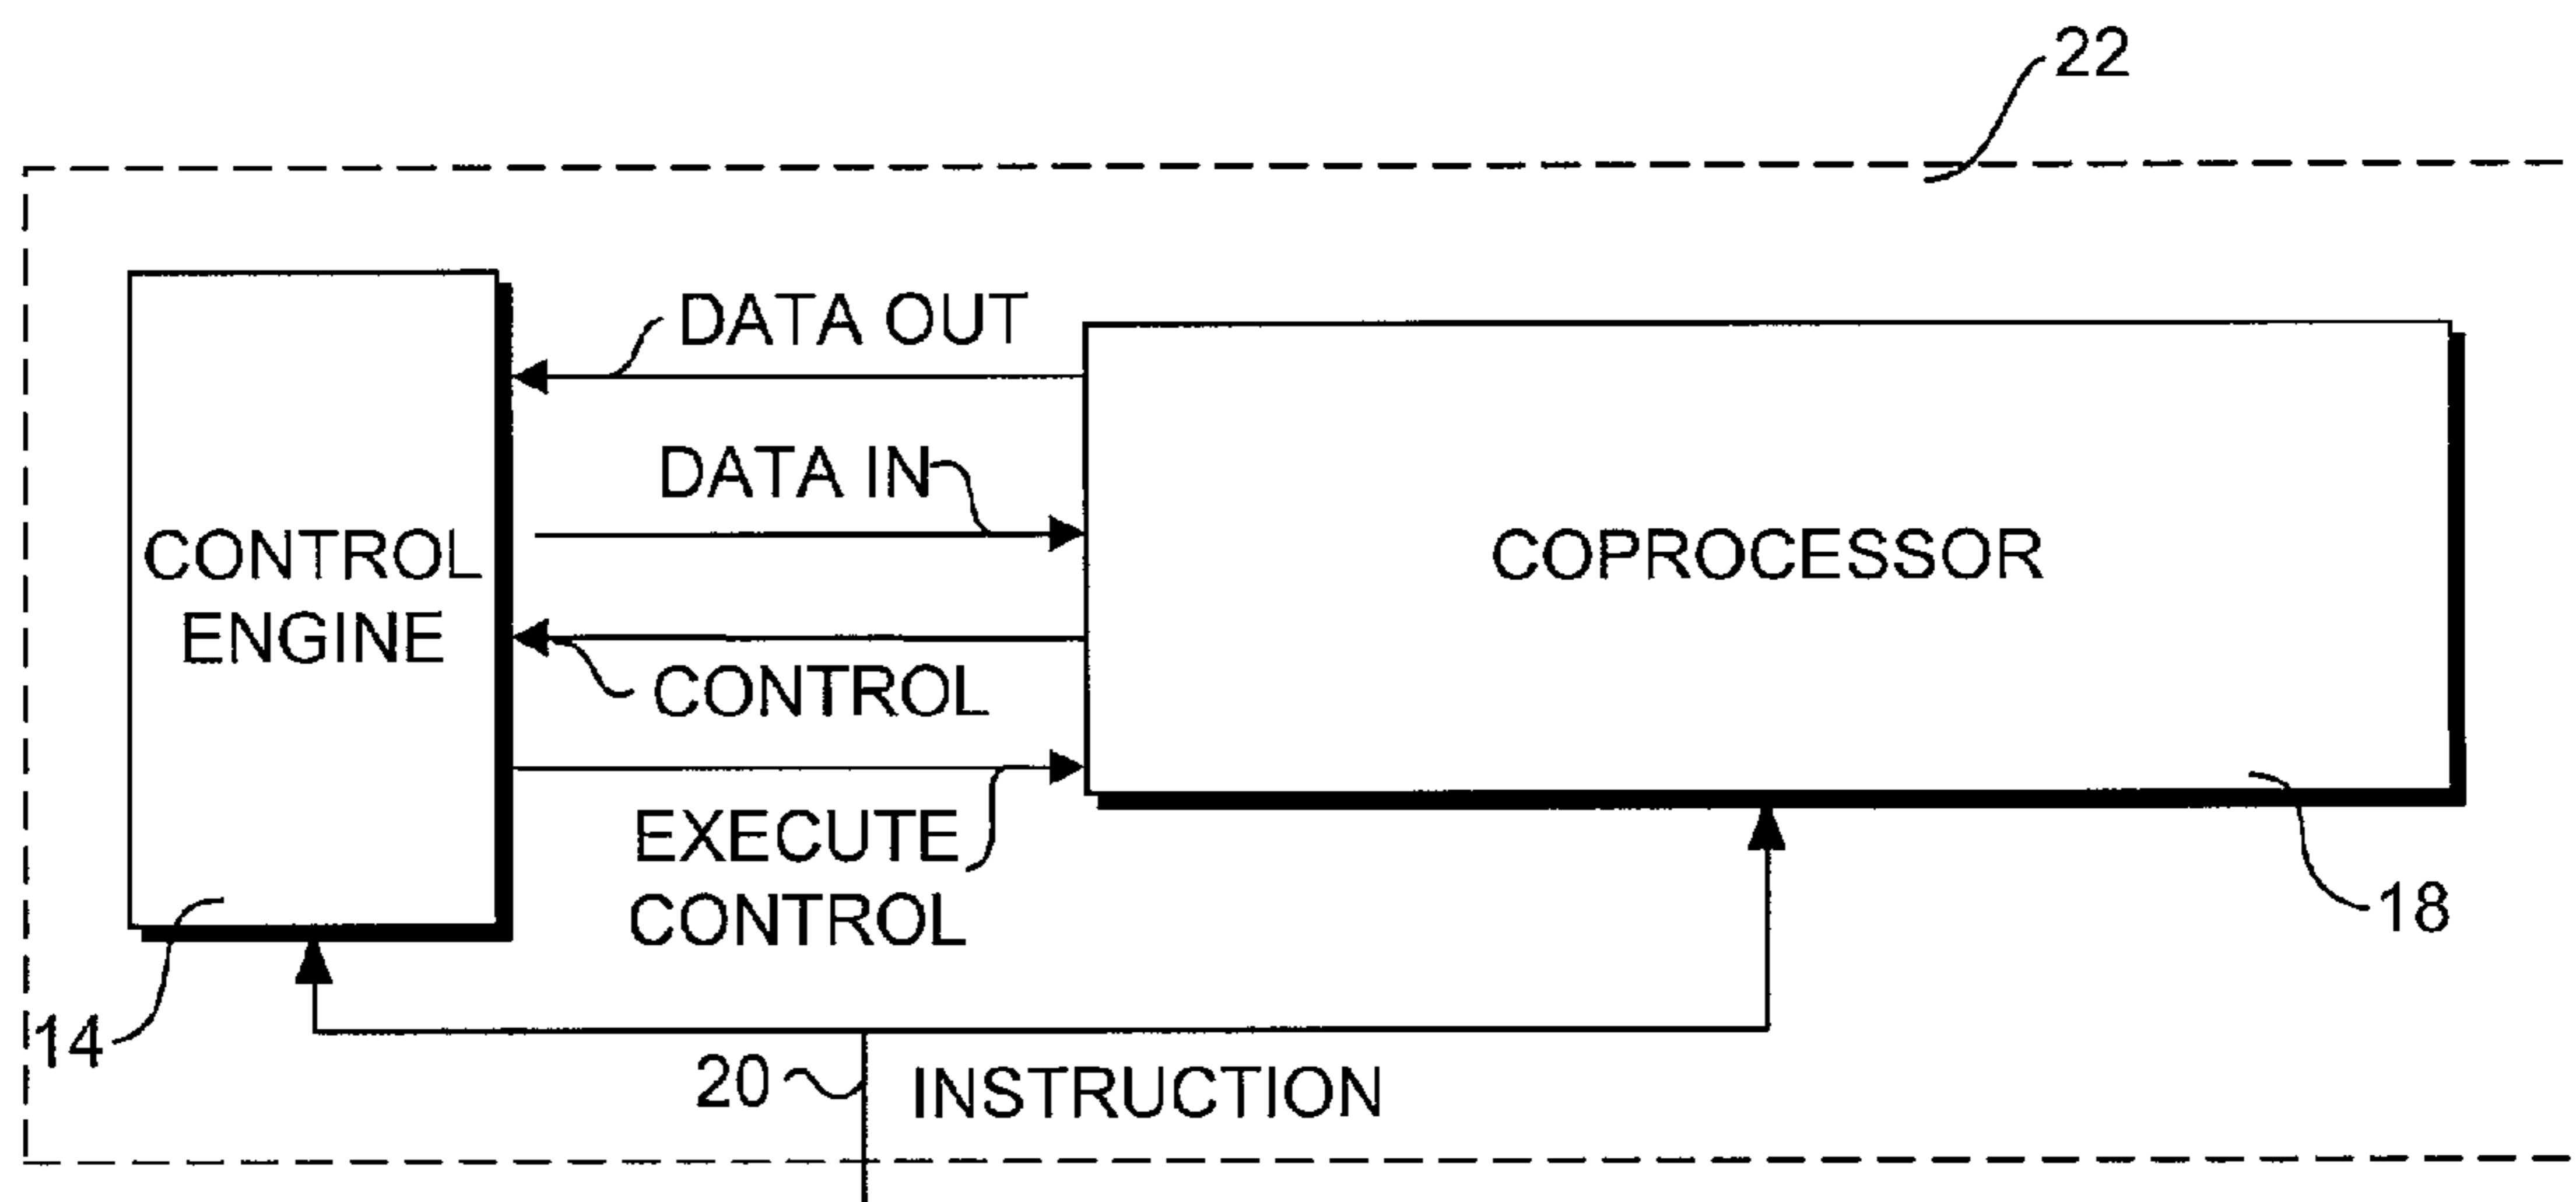 22
DATA OUT
DATA IN
CONTROL
ENGINE
COPROCESSOR
CONTROL
EXECUTE
CONTROL
18
14
20
INSTRUCTION